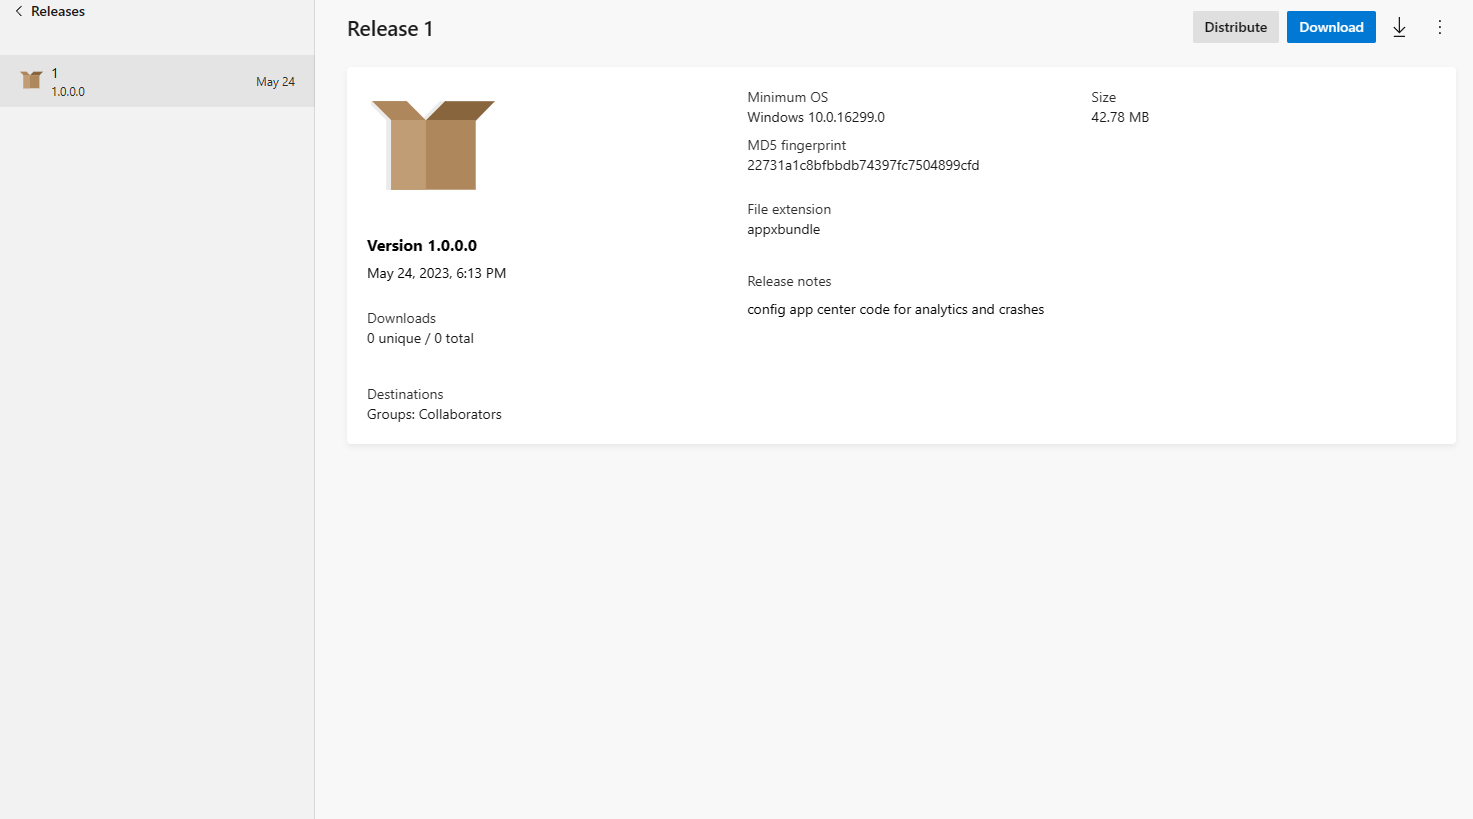 Releases
1
1.0.0.0
May 24
Release 1
Distribute
Download
Version 1.0.0.0
May 24, 2023, 6:13 PM
Downloads
0 unique / 0 total
Destinations
Groups: Collaborators
Minimum OS
Windows 10.0.16299.0
MD5 fingerprint
22731a1c8bfbbdb74397fc7504899cfd
File extension
appxbundle
Release notes
config app center code for analytics and crashes
Size
42.78 MB